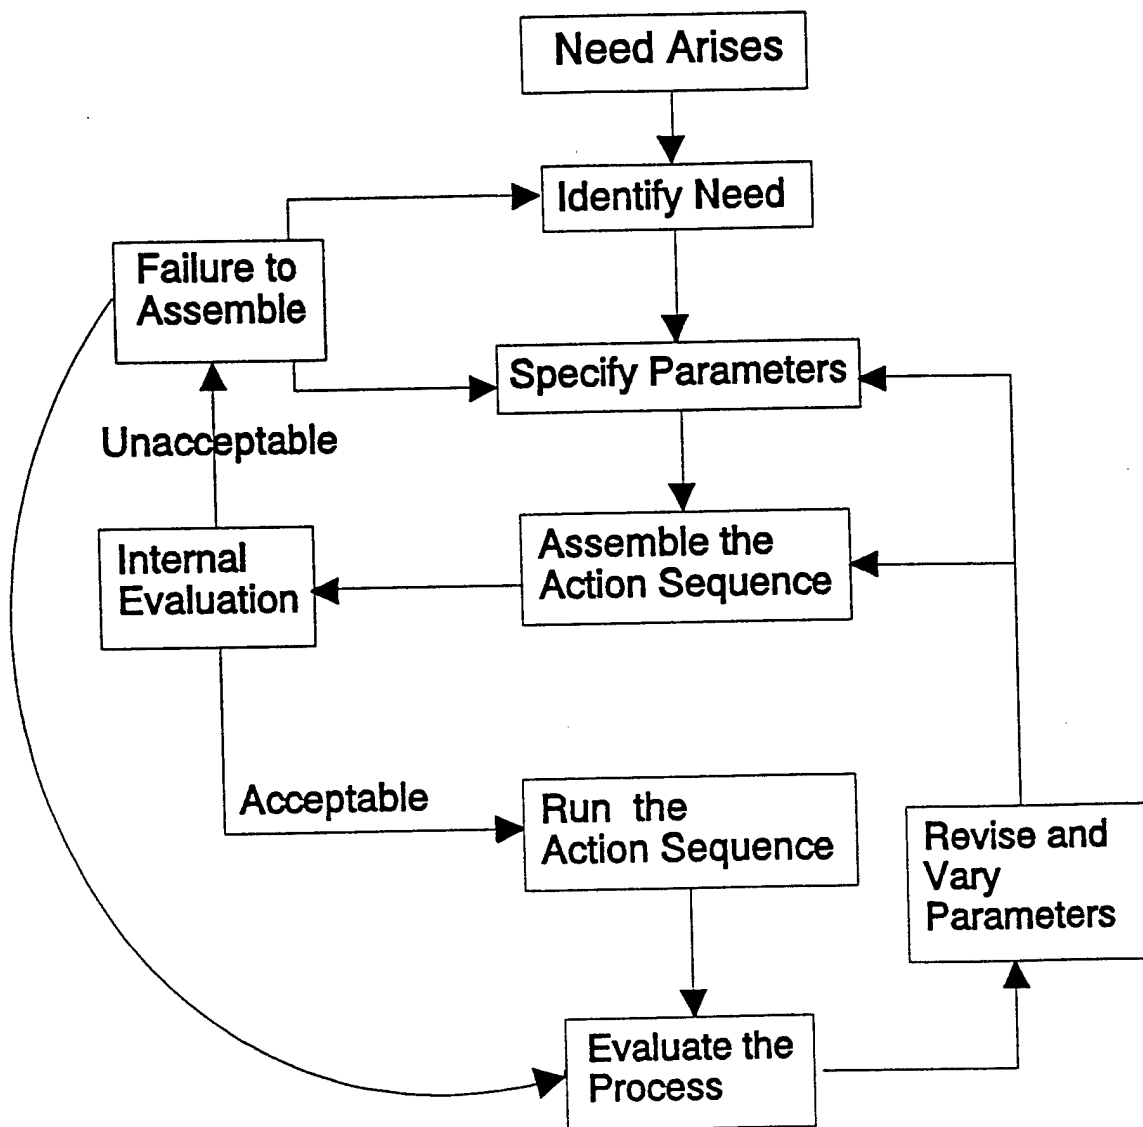 Need Arises
Identify Need
Failure to
Assemble
Specify Parameters
Unacceptable
Assemble the
Action Sequence
Internal
Evaluation
Acceptable
Run the
Action Sequence
Revise and
Vary
Parameters
Evaluate the
Process